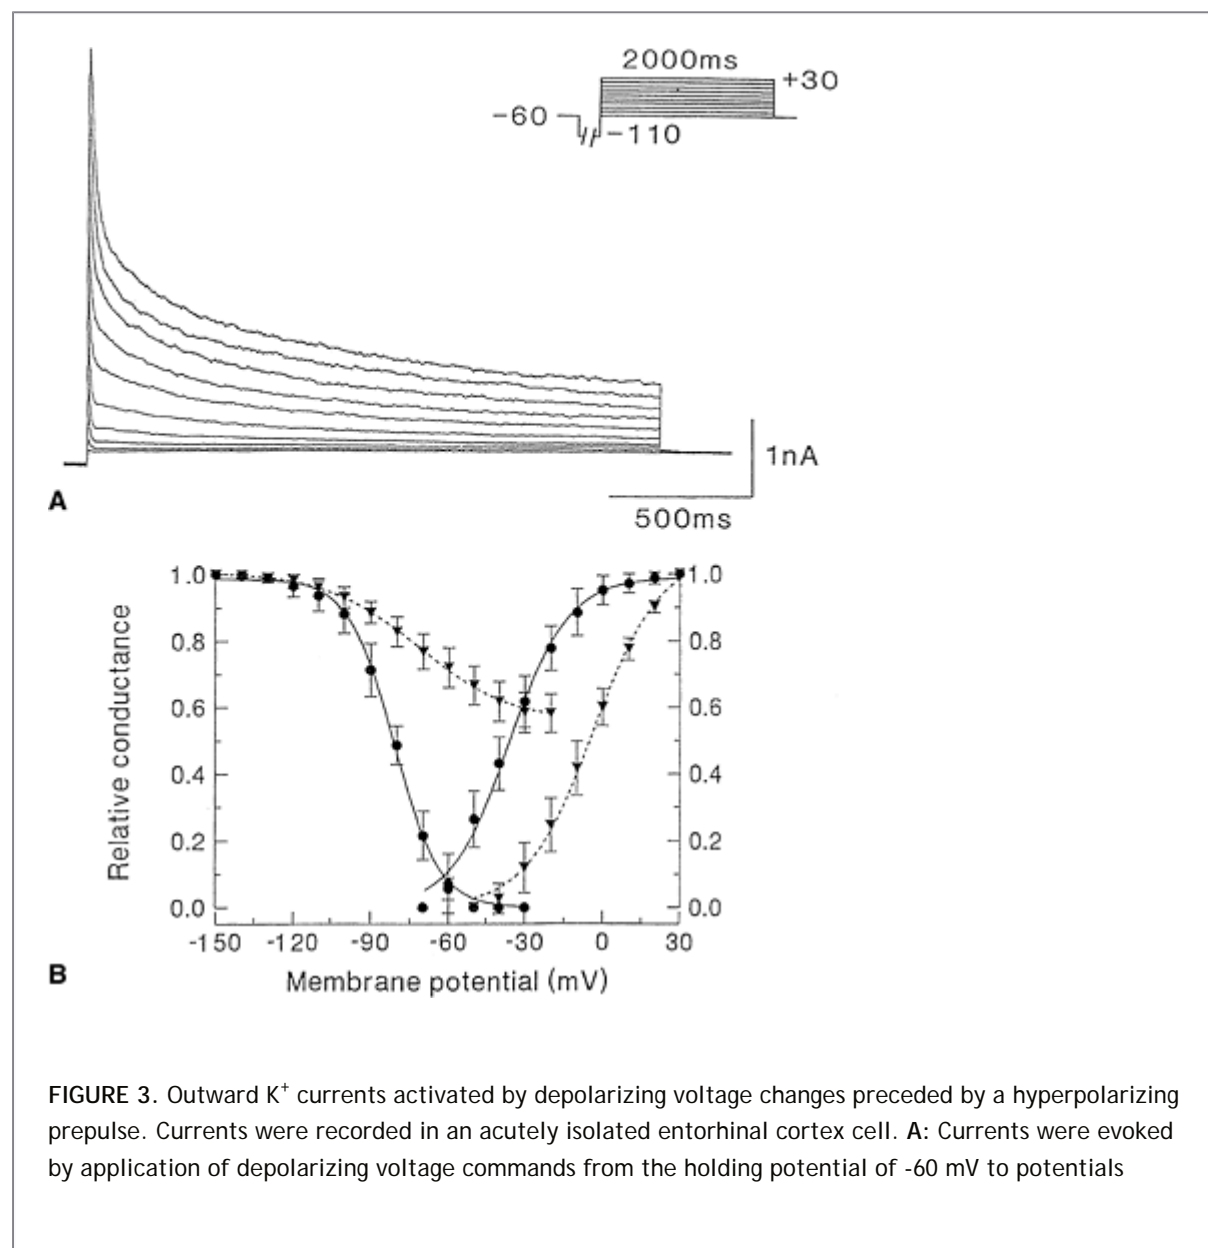 2000ms
+30
-60
-110
1nA
500ms
A
1.0
0.8
0.6
0.4
0.2
0.0
Relative conductance
1.0
0.8
0.6
0.4
0.2
0.0
-150 -120 -90 -60 -30 0 30
Membrane potential (mV)
B
FIGURE 3. Outward K⁺ currents activated by depolarizing voltage changes preceded by a hyperpolarizing
prepulse. Currents were recorded in an acutely isolated entorhinal cortex cell. A: Currents were evoked
by application of depolarizing voltage commands from the holding potential of -60 mV to potentials